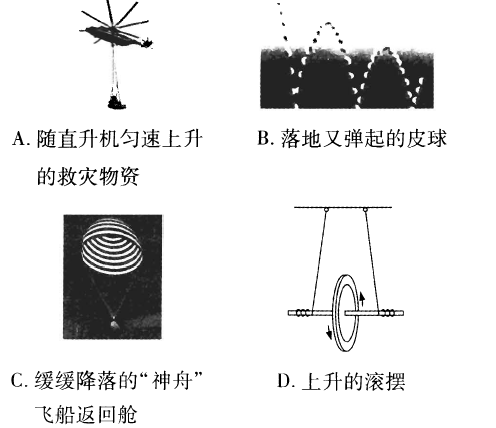 A. 随直升机匀速上升
的救灾物资
B. 落地又弹起的皮球
C. 缓缓降落的“神舟”
飞船返回舱
D. 上升的滚摆